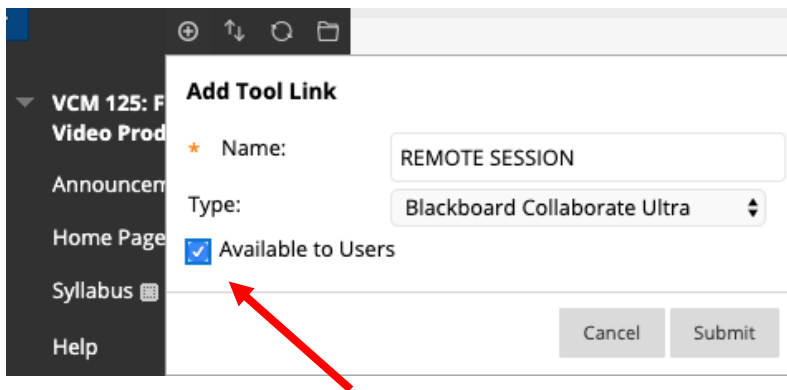 VCM 125: F
Video Prod
Announcem
Home Page
Syllabus
Help
Add Tool Link
* Name: REMOTE SESSION
Type: Blackboard Collaborate Ultra
Available to Users
Cancel Submit